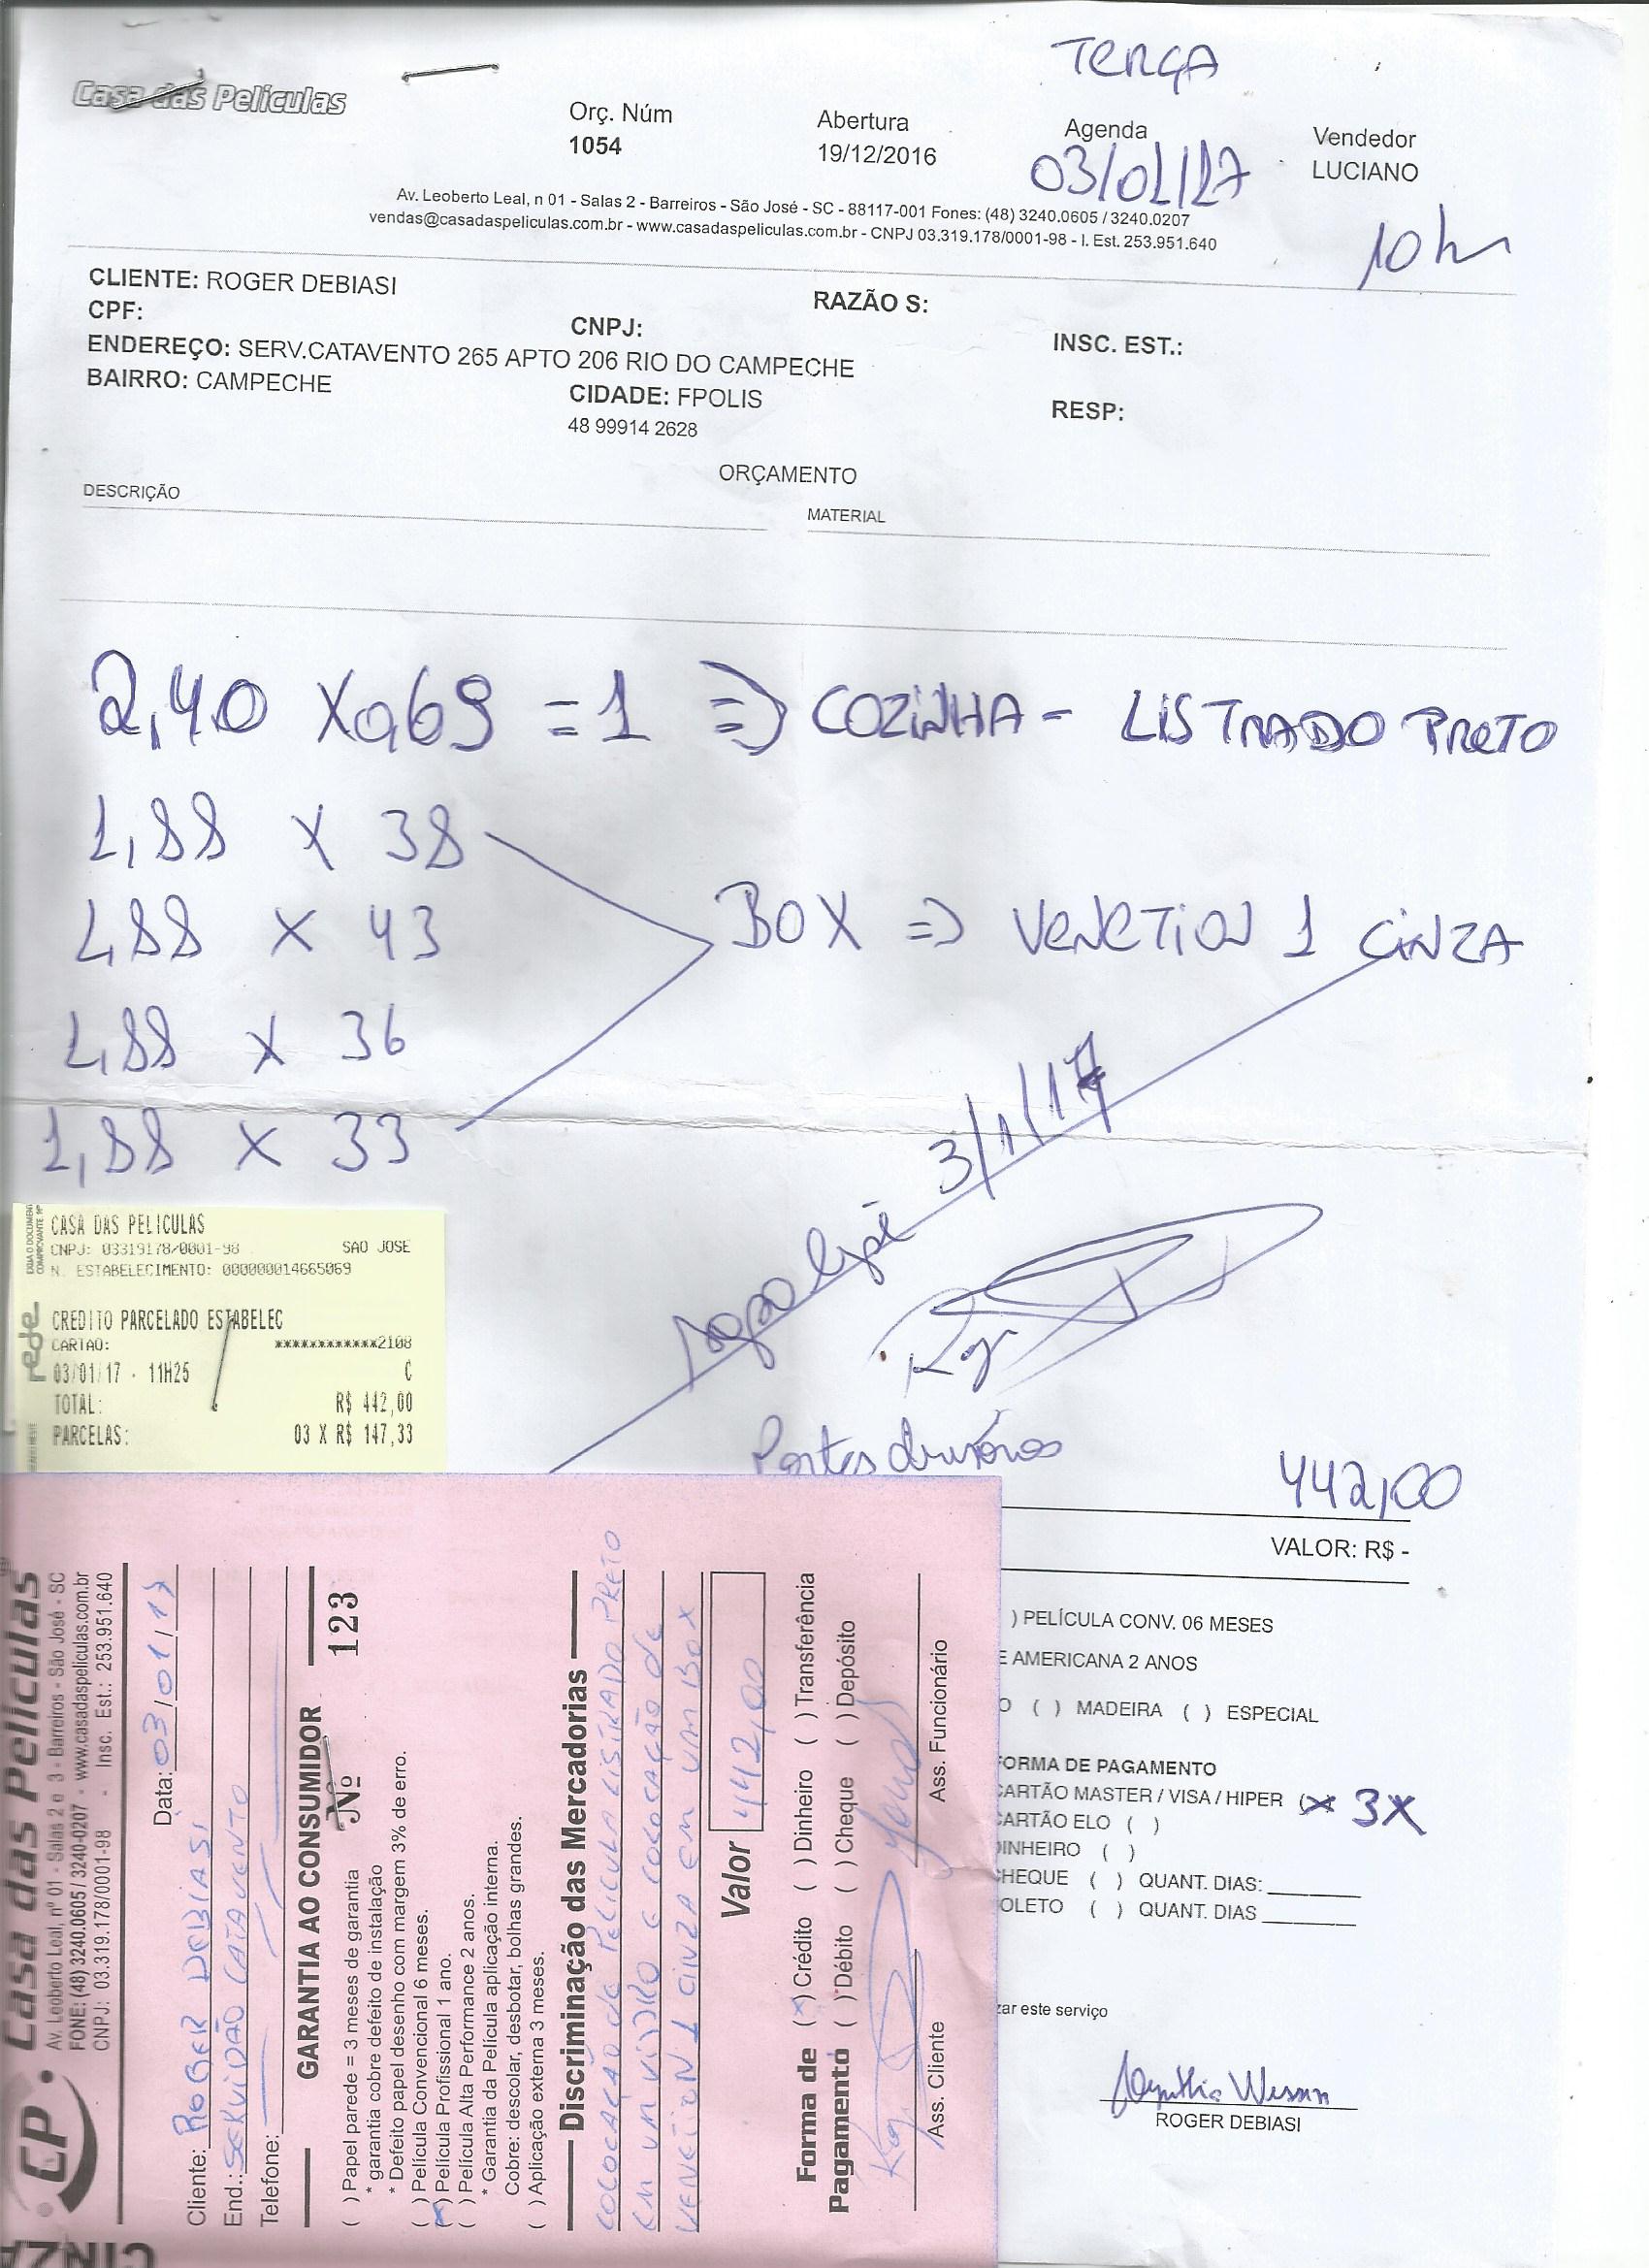 TERÇA
Casa das Películas
Orç. Núm
1054
Abertura
19/12/2016
Agenda
03/01/17
Vendedor
LUCIANO
10 hr
Av. Leoberto Leal, n 01 - Salas 2 - Barreiros - São José - SC - 88117-001 Fones: (48) 3240.0605 / 3240.0207
vendas@casadaspeliculas.com.br - www.casadaspeliculas.com.br - CNPJ 03.319.178/0001-98 - I. Est. 253.951.640
CLIENTE: ROGER DEBIASI
RAZÃO S:
CPF:
CNPJ:
INSC. EST.:
ENDEREÇO: SERV.CATAVENTO 265 APTO 206 RIO DO CAMPECHE
BAIRRO: CAMPECHE
CIDADE: FPOLIS
RESP:
48 99914 2628
ORÇAMENTO
DESCRIÇÃO
MATERIAL
2,40 X 0,69 = 1 => COZINHA - LISTRADO PRETO
1,88 X 38
1,88 X 43
BOX => VENETION 1 CINZA
1,88 X 36
1,88 X 33
3/1/17
CASA DAS PELICULAS
CNPJ: 03319178/0001-98 SAO JOSE
N. ESTABELECIMENTO: 000000014665069
rede
CREDITO PARCELADO ESTABELEC
CARTAO: ************2108
03/01/17 - 11H25 C
TOTAL: R$ 442,00
PARCELAS: 03 X R$ 147,33
442,00
VALOR: R$ -
) PELÍCULA CONV. 06 MESES
E AMERICANA 2 ANOS
O ( ) MADEIRA ( ) ESPECIAL
FORMA DE PAGAMENTO
CARTÃO MASTER / VISA / HIPER (X 3X
CARTÃO ELO ( )
DINHEIRO ( )
CHEQUE ( ) QUANT. DIAS:
OLETO ( ) QUANT. DIAS
zar este serviço
ROGER DEBIASI
CP. Casa das Películas
Av. Leoberto Leal, nº 01 - Salas 2 e 3 - Barreiros - São José - SC
FONE: (48) 3240.0605 / 3240-0207 - www.casadaspeliculas.com.br
CNPJ: 03.319.178/0001-98 - Insc. Est.: 253.951.640
Data: 03/01/17
Cliente: ROGER DEBIASI
End.: SERVIDÃO CATAVENTO
Telefone:
GARANTIA AO CONSUMIDOR
Nº 123
( ) Papel parede = 3 meses de garantia
* garantia cobre defeito de instalação
* Defeito papel desenho com margem 3% de erro.
( ) Película Convencional 6 meses.
(X) Película Profissional 1 ano.
( ) Película Alta Performance 2 anos.
* Garantia da Película aplicação interna.
Cobre: descolar, desbotar, bolhas grandes.
( ) Aplicação externa 3 meses.
Discriminação das Mercadorias
COLOCAÇÃO de PELICULA LISTRADO PRETO
EM UM VIDRO E COLOCAÇÃO de
VENETION 1 CINZA EM UM BOX
Valor 442,00
Forma de Pagamento
(X) Crédito ( ) Dinheiro ( ) Transferência
( ) Débito ( ) Cheque ( ) Depósito
Ass. Cliente
Ass. Funcionário
CINZA